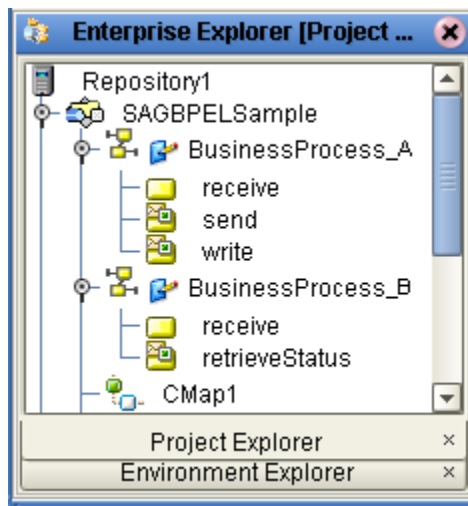 Enterprise Explorer [Project ...
Repository1
SAGBPELSample
BusinessProcess_A
receive
send
write
BusinessProcess_B
receive
retrieveStatus
CMap1
Project Explorer
Environment Explorer